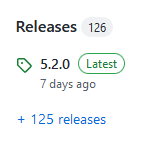 Releases 126
5.2.0 Latest
7 days ago
+ 125 releases